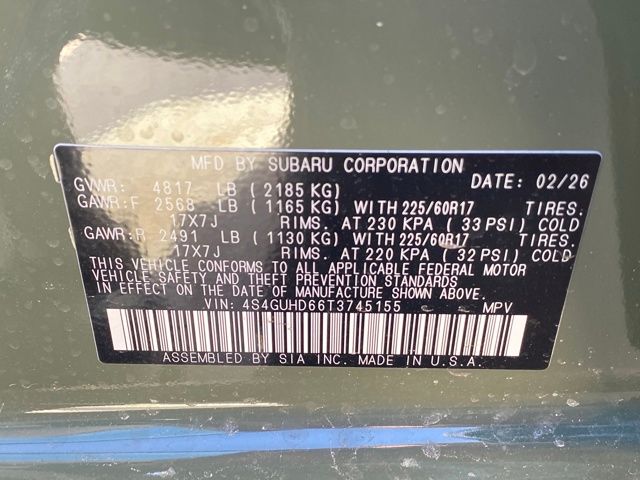 MFD BY SUBARU CORPORATION
GVWR: 4817 LB (2185 KG) DATE: 02/26
GAWR:F 2568 LB (1165 KG) WITH 225/60R17 TIRES.
17X7J RIMS. AT 230 KPA (33 PSI) COLD
GAWR:R 2491 LB (1130 KG) WITH 225/60R17 TIRES.
17X7J RIMS. AT 220 KPA (32 PSI) COLD
THIS VEHICLE CONFORMS TO ALL APPLICABLE FEDERAL MOTOR
VEHICLE SAFETY AND THEFT PREVENTION STANDARDS
IN EFFECT ON THE DATE OF MANUFACTURE SHOWN ABOVE.
VIN: 4S4GUHD66T3745155 MPV
ASSEMBLED BY SIA INC. MADE IN U.S.A.